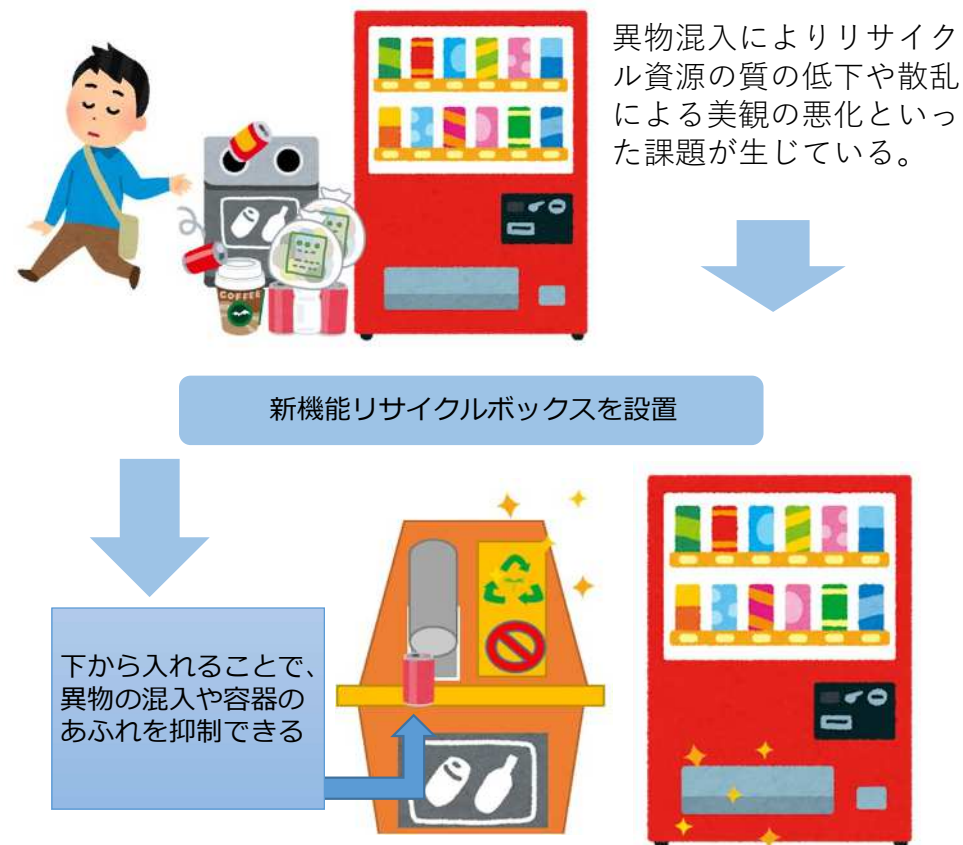 異物混入によりリサイク
ル資源の質の低下や散乱
による美観の悪化といっ
た課題が生じている。
COFFEE
新機能リサイクルボックスを設置
下から入れることで、
異物の混入や容器の
あふれを抑制できる